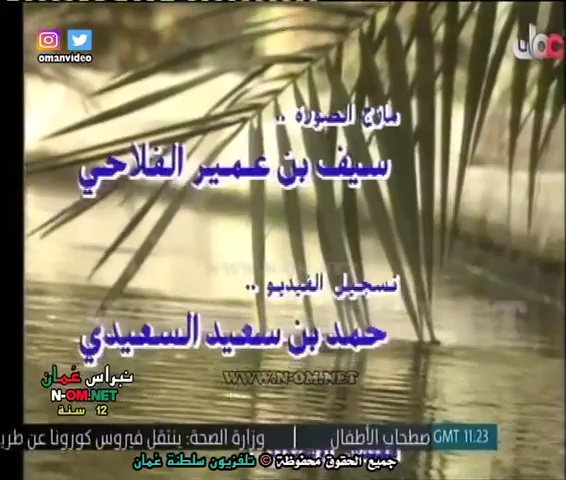 omanvideo
مازج الصورة ..
سيف بن عمير الفلاحي
تسجيل الفيديو ..
حمد بن سعيد السعيدي
WWW.N-OM.NET
نبراس عُمان
N-OM.NET
12 سنة
GMT 11:23 صطحاب الأطفال | وزارة الصحة: ينتقل فيروس كورونا عن طري
جميع الحقوق محفوظة © تلفزيون سلطنة عُمان